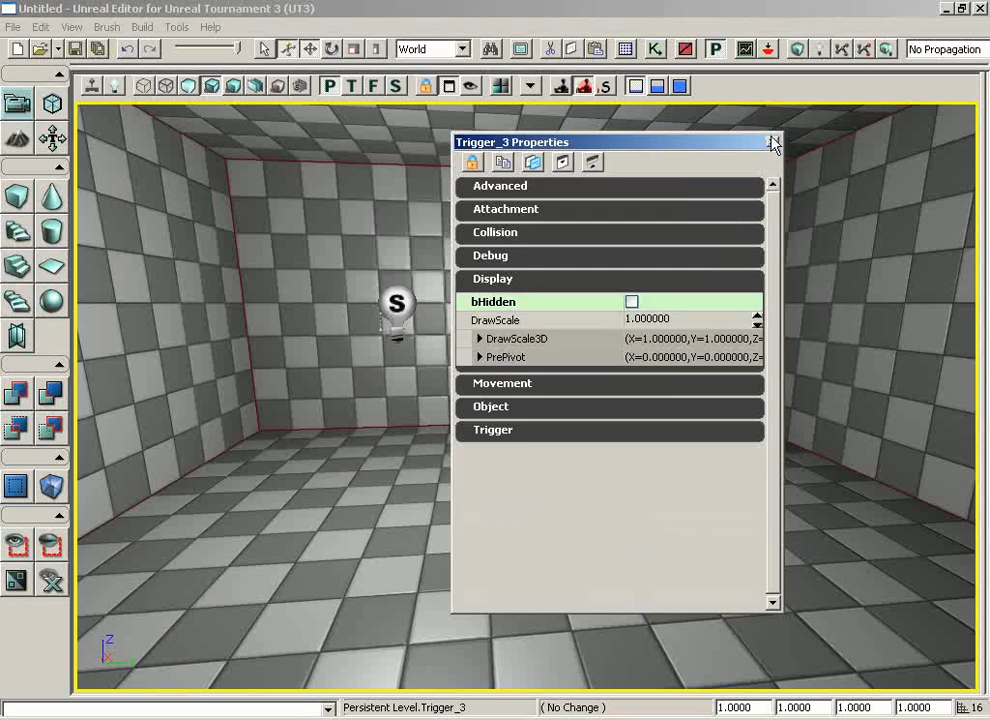 Untitled - Unreal Editor for Unreal Tournament 3 (UT3)
File Edit View Brush Build Tools Help
World
No Propagation
P T F S
Trigger_3 Properties
Advanced
Attachment
Collision
Debug
Display
bHidden
DrawScale 1.000000
DrawScale3D (X=1.000000,Y=1.000000,Z=
PrePivot (X=0.000000,Y=0.000000,Z=
Movement
Object
Trigger
S
Z
Persistent Level.Trigger_3 ( No Change ) 1.0000 1.0000 1.0000 1.0000 16